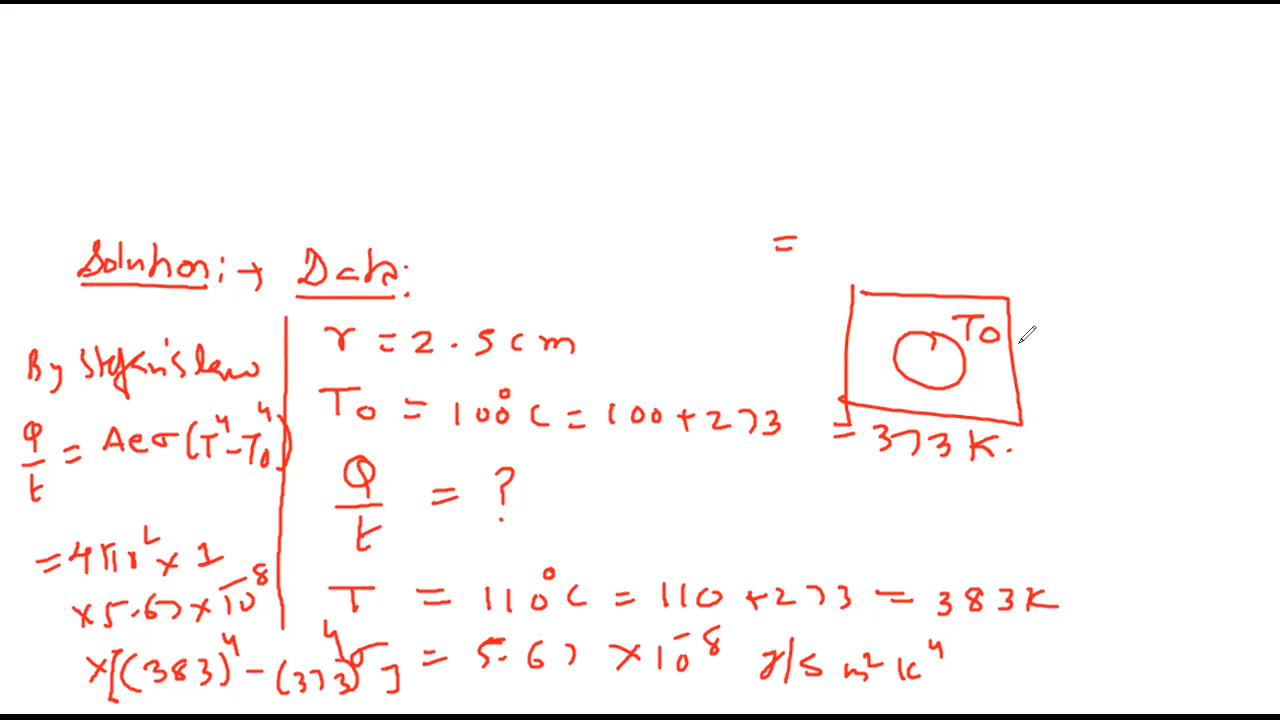 Solution: → Data:
=
r = 2.5 cm
T₀
T₀ = 100°C = 100 + 273 = 373 K.
Q/t = ?
T = 110°C = 110 + 273 = 383 K
σ = 5.67 × 10⁻⁸ J/s m² K⁴
By Stefan's law
Q/t = Aeσ(T⁴ - T₀⁴)
= 4πr² × 1
× 5.67 × 10⁻⁸
× [(383)⁴ - (373)⁴]